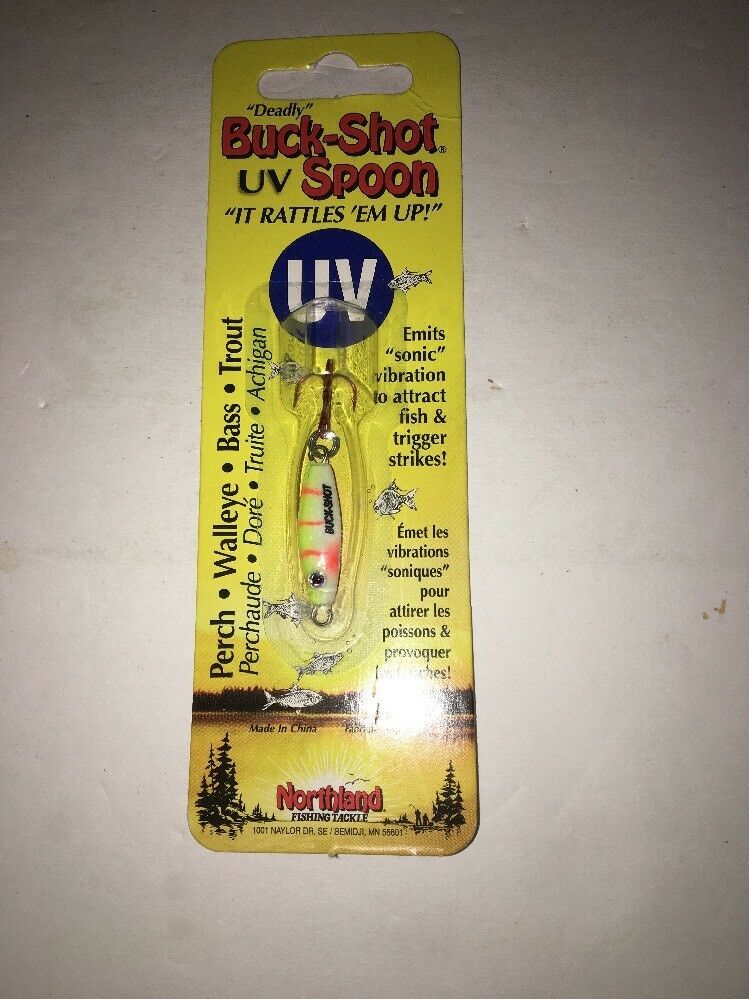 "Deadly"
Buck-Shot®
UV Spoon
"IT RATTLES 'EM UP!"
UV
Perch • Walleye • Bass • Trout
Perchaude • Doré • Truite • Achigan
Emits
"sonic"
vibration
to attract
fish &
trigger
strikes!
BUCK-SHOT
Émet les
vibrations
"soniques"
pour
attirer les
poissons &
provoquer
Made In China
Northland
FISHING TACKLE
1001 NAYLOR DR. SE / BEMIDJI, MN 56601